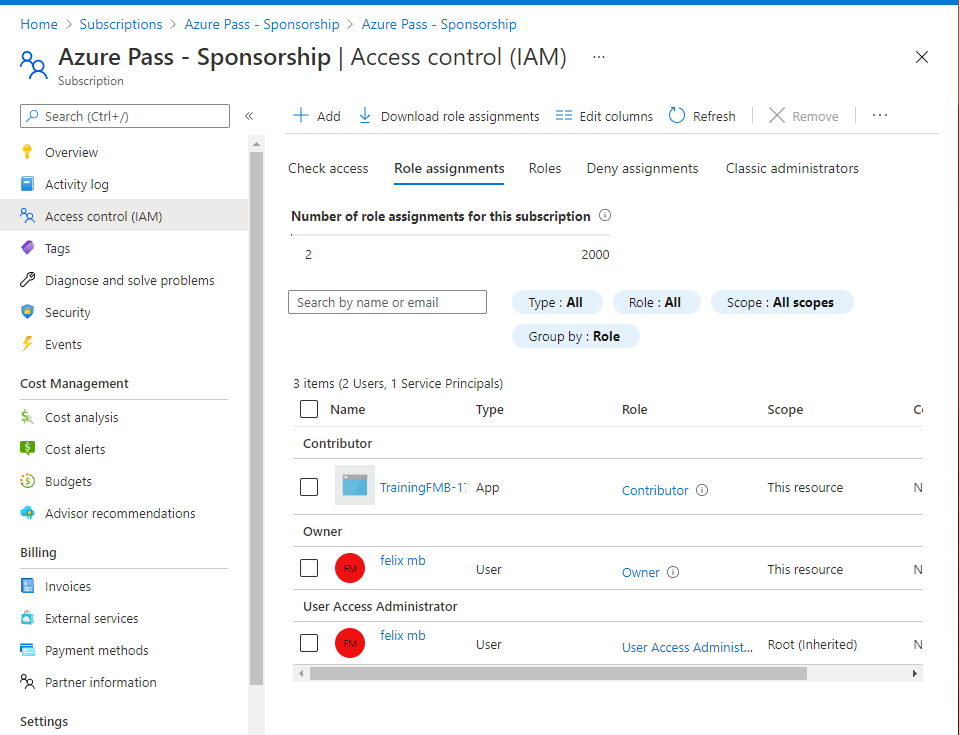 Home > Subscriptions > Azure Pass - Sponsorship > Azure Pass - Sponsorship
Azure Pass - Sponsorship | Access control (IAM) ...
Subscription
Search (Ctrl+/)
«
Overview
Activity log
Access control (IAM)
Tags
Diagnose and solve problems
Security
Events
Cost Management
Cost analysis
Cost alerts
Budgets
Advisor recommendations
Billing
Invoices
External services
Payment methods
Partner information
Settings
Add Download role assignments Edit columns Refresh Remove ...
Check access Role assignments Roles Deny assignments Classic administrators
Number of role assignments for this subscription
2 2000
Search by name or email Type : All Role : All Scope : All scopes
Group by : Role
3 items (2 Users, 1 Service Principals)
Name Type Role Scope
Contributor
TrainingFMB-1 App Contributor This resource N
Owner
FM felix mb User Owner This resource N
User Access Administrator
FM felix mb User User Access Administ... Root (Inherited) N